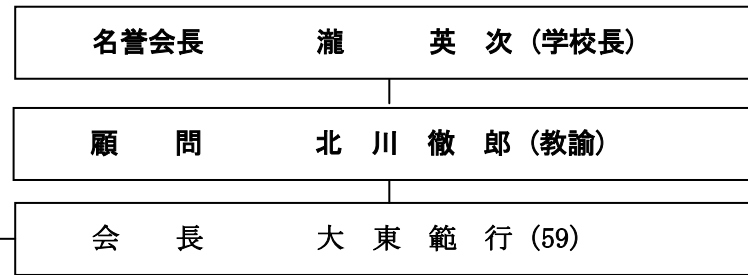 名誉会長 瀧 英 次 (学校長)
顧 問 北 川 徹 郎 (教諭)
会 長 大 東 範 行 (59)